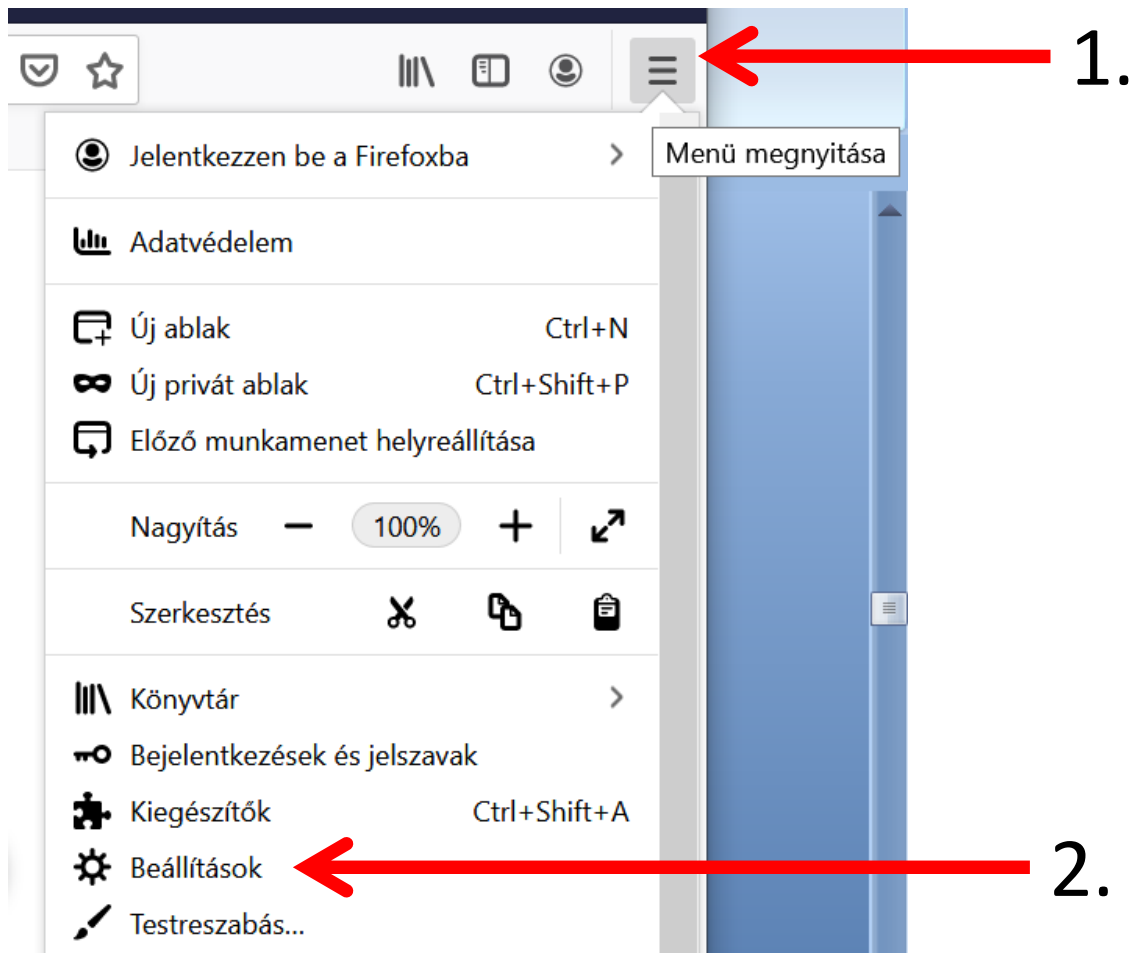 1.
Menü megnyitása
Jelentkezzen be a Firefoxba
Adatvédelem
Új ablak Ctrl+N
Új privát ablak Ctrl+Shift+P
Előző munkamenet helyreállítása
Nagyítás 100%
Szerkesztés
Könyvtár
Bejelentkezések és jelszavak
Kiegészítők Ctrl+Shift+A
Beállítások
2.
Testreszabás...